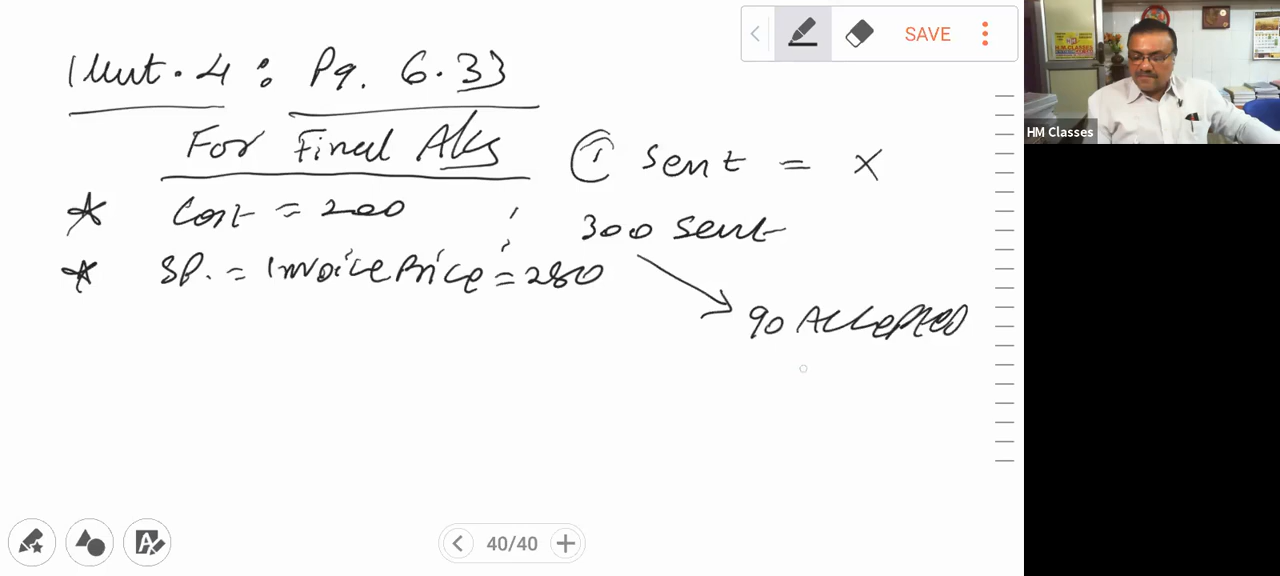 Illust. 4 : Pg. 6.33
For Final A/cs
① Sent = X
* Cost = 200
300 Sent
* SP. = Invoice Price = 280
90 Accepted
SAVE
HM Classes
40/40